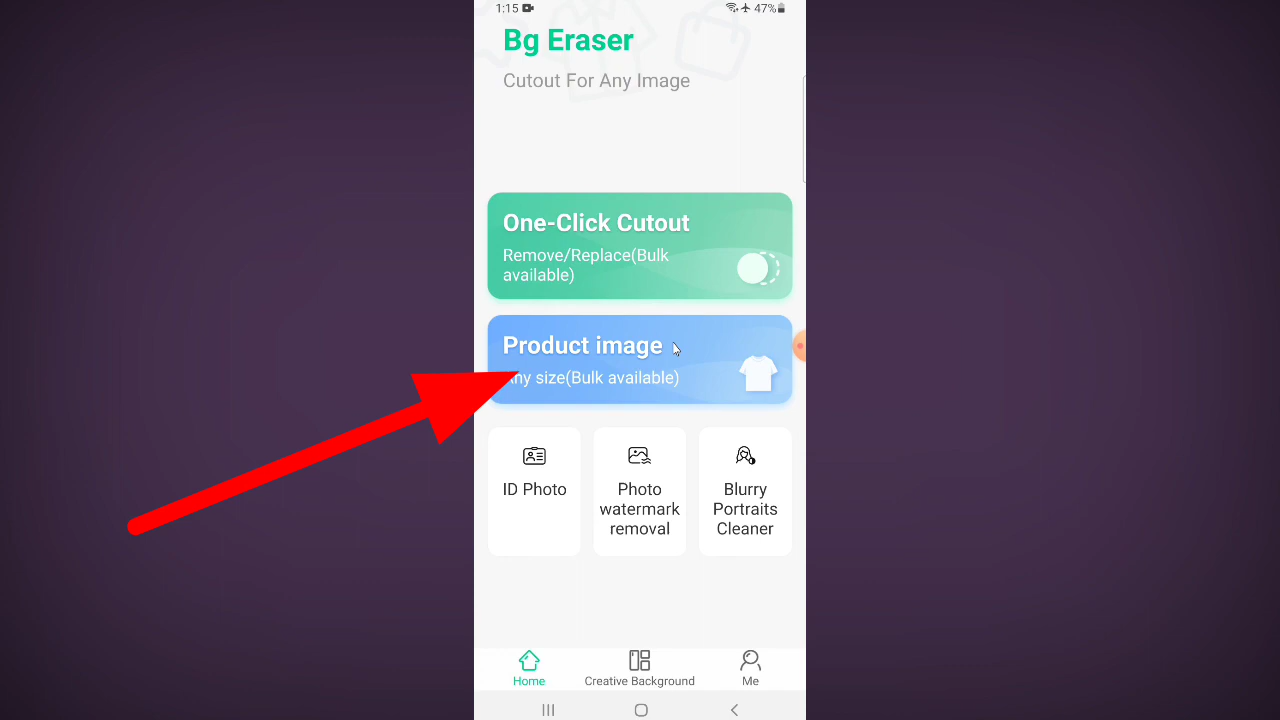 1:15
47%
Bg Eraser
Cutout For Any Image
One-Click Cutout
Remove/Replace(Bulk
available)
Product image
size(Bulk available)
ID Photo
Photo
watermark
removal
Blurry
Portraits
Cleaner
Home
Creative Background
Me